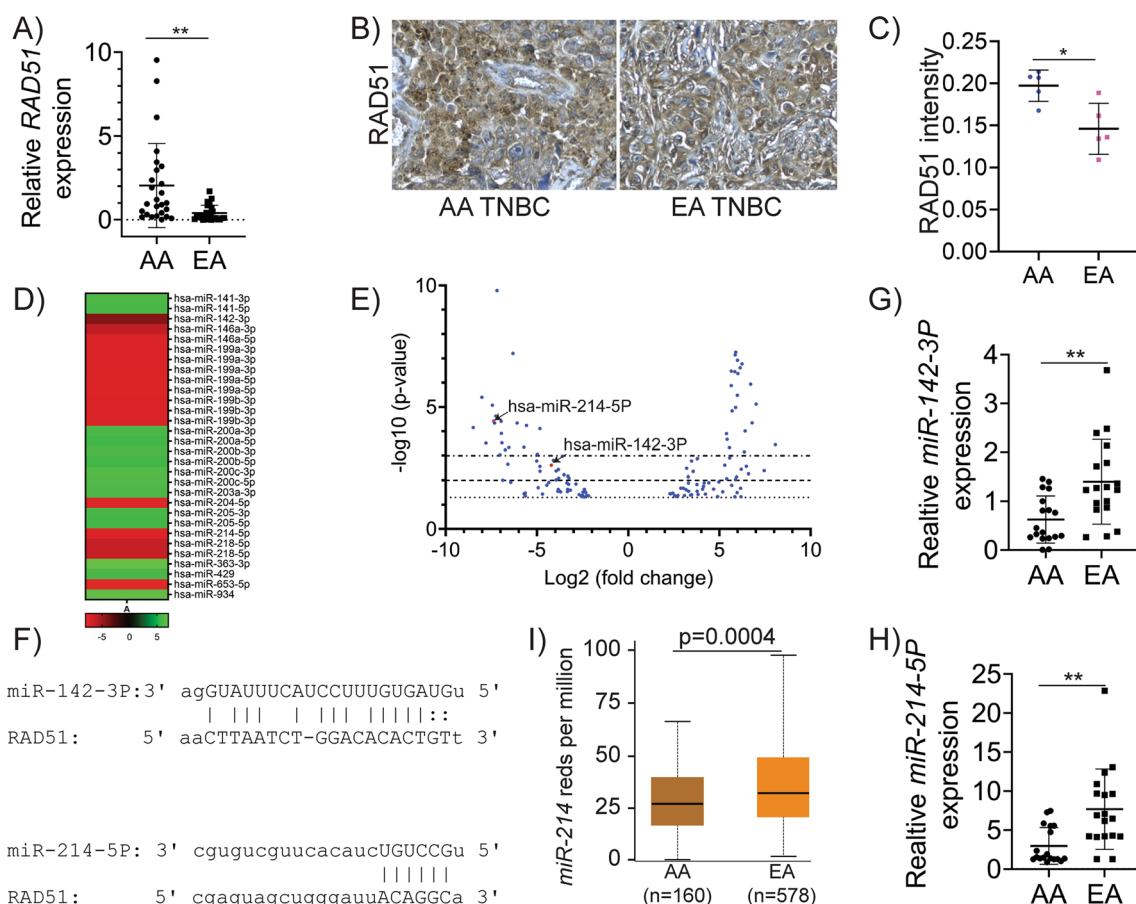 A)
**
10
5
0
Relative RAD51
expression
AA
EA
B)
RAD51
AA TNBC
EA TNBC
C)
*
0.25
0.20
0.15
0.10
0.00
RAD51 intensity
AA
EA
D)
hsa-miR-141-3p
hsa-miR-141-5p
hsa-miR-142-3p
hsa-miR-146a-3p
hsa-miR-146a-5p
hsa-miR-199a-3p
hsa-miR-199a-3p
hsa-miR-199a-3p
hsa-miR-199a-5p
hsa-miR-199a-5p
hsa-miR-199b-3p
hsa-miR-199b-3p
hsa-miR-199b-3p
hsa-miR-200a-3p
hsa-miR-200a-5p
hsa-miR-200b-3p
hsa-miR-200b-5p
hsa-miR-200c-3p
hsa-miR-200c-5p
hsa-miR-203a-3p
hsa-miR-204-5p
hsa-miR-205-3p
hsa-miR-205-5p
hsa-miR-214-5p
hsa-miR-218-5p
hsa-miR-218-5p
hsa-miR-363-3p
hsa-miR-429
hsa-miR-653-5p
hsa-miR-934
A
-5 0 5
E)
10
5
0
-log10 (p-value)
hsa-miR-214-5P
hsa-miR-142-3P
-10 -5 0 5 10
Log2 (fold change)
G)
**
4
3
2
1
0
Realtive miR-142-3P
expression
AA
EA
F)
miR-142-3P:3' agGUAUUUCAUCCUUUGUGAUGu 5'
| ||| | ||| |||||::
RAD51: 5' aaCTTAATCT-GGACACACTGTt 3'
miR-214-5P: 3' cgugucguucacaucUGUCCGu 5'
||||||
RAD51: 5' cgaguagcugggauuACAGGCa 3'
I)
p=0.0004
100
75
50
25
0
miR-214 reds per million
AA
(n=160)
EA
(n=578)
H)
**
25
20
15
10
5
0
Realtive miR-214-5P
expression
AA
EA